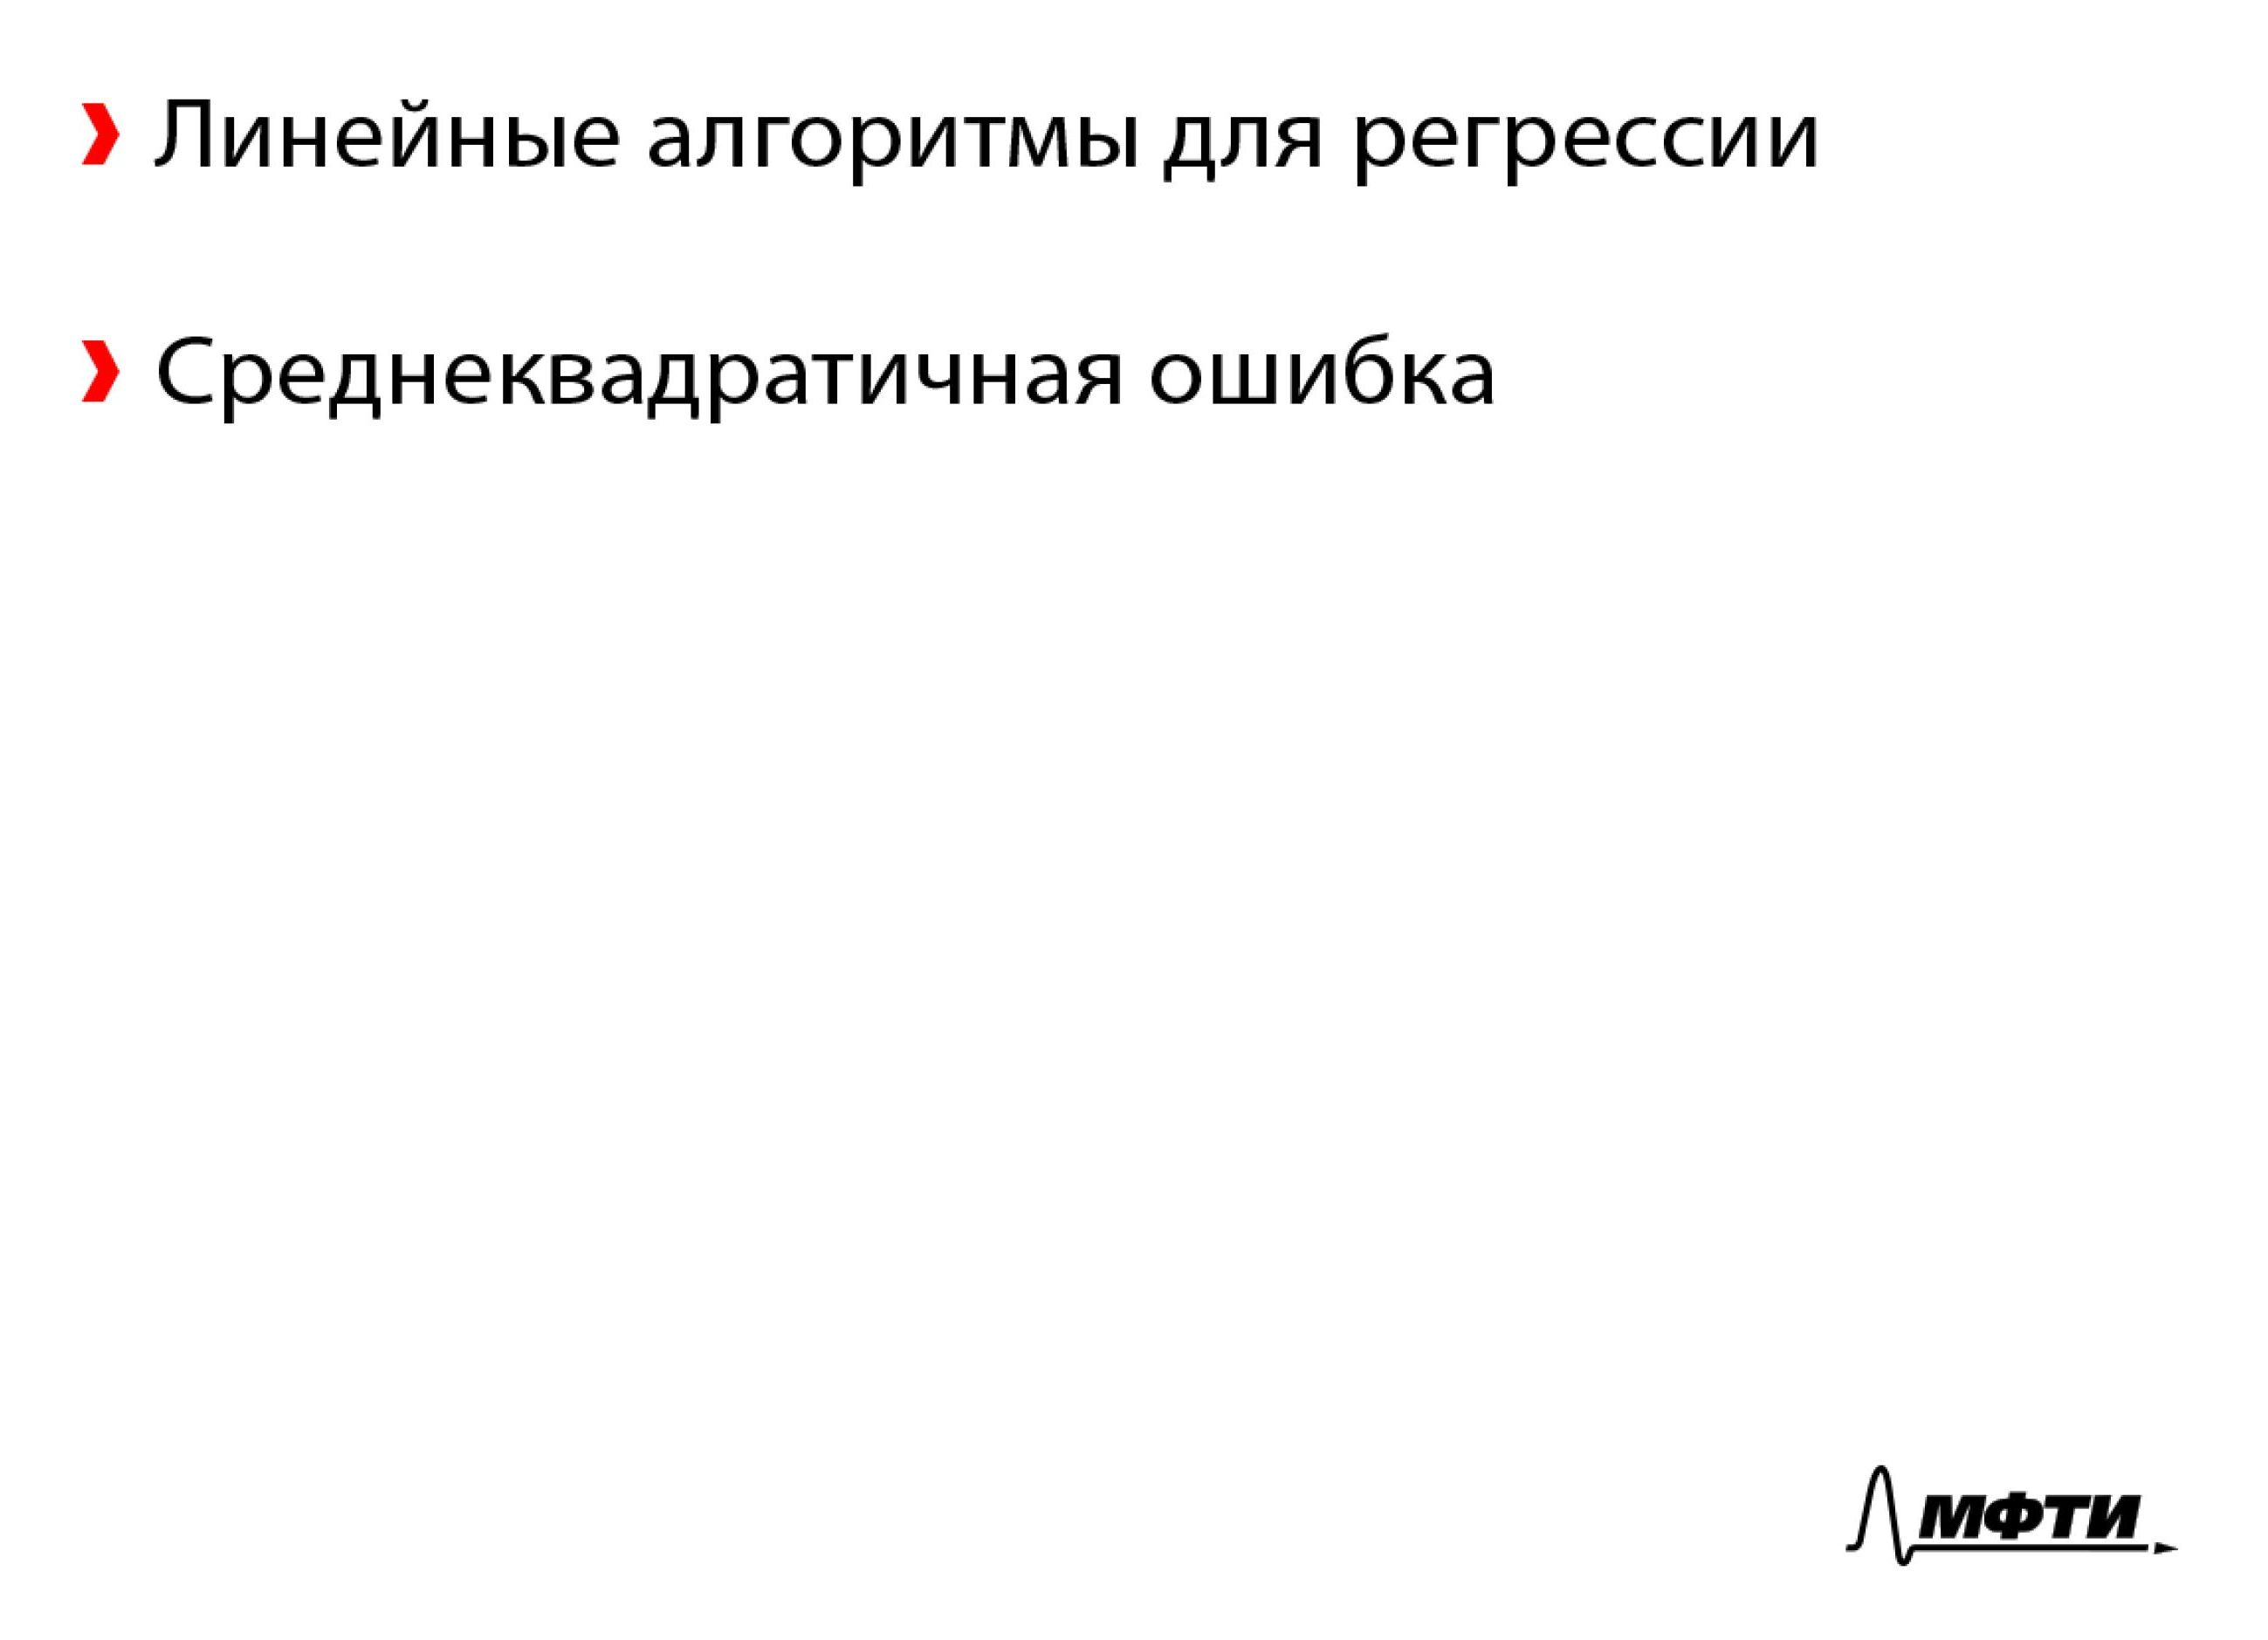 Линейные алгоритмы для регрессии
Среднеквадратичная ошибка
МФТИ